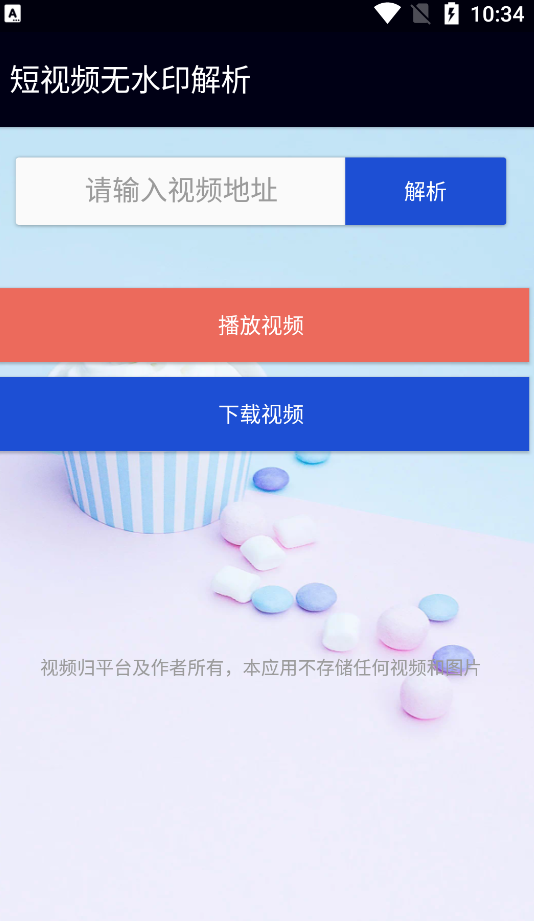 A
10:34
短视频无水印解析
请输入视频地址
解析
播放视频
下载视频
视频归平台及作者所有，本应用不存储任何视频和图片